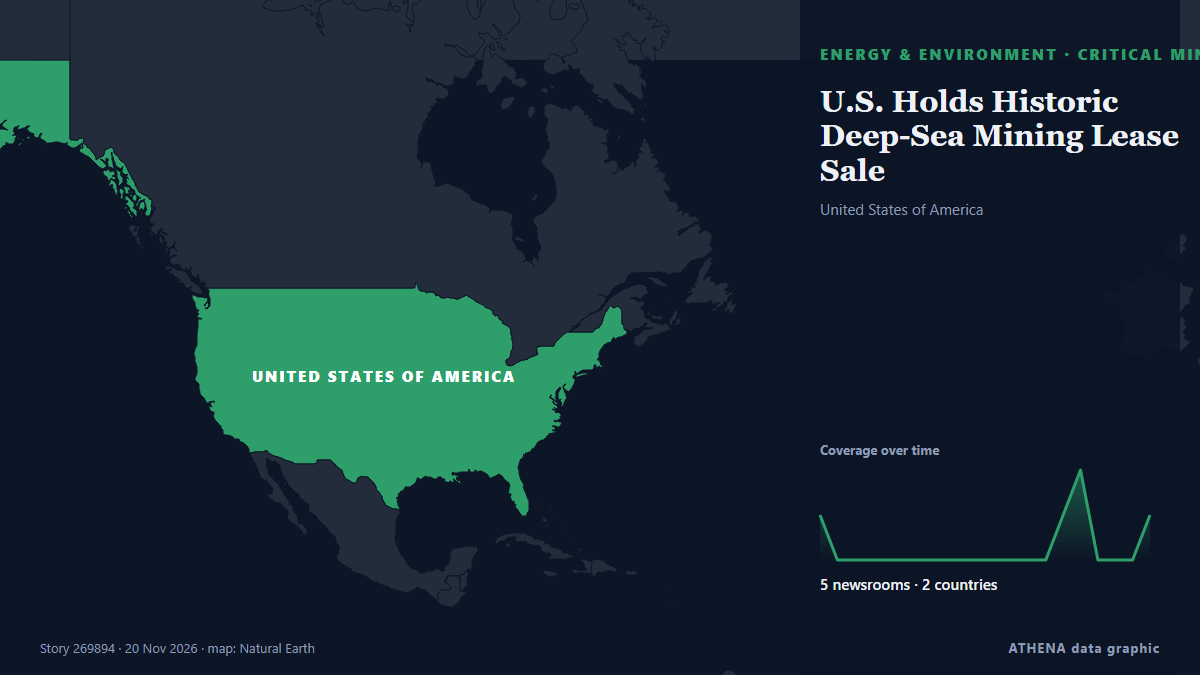 ENERGY & ENVIRONMENT · CRITICAL
U.S. Holds Historic
Deep-Sea Mining Lease
Sale
United States of America
UNITED STATES OF AMERICA
Coverage over time
5 newsrooms · 2 countries
Story 269894 · 20 Nov 2026 · map: Natural Earth
ATHENA data graphic